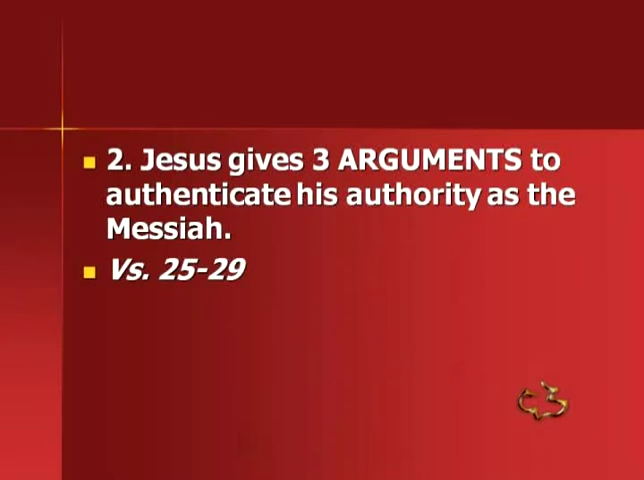 2. Jesus gives 3 ARGUMENTS to
authenticate his authority as the
Messiah.
Vs. 25-29